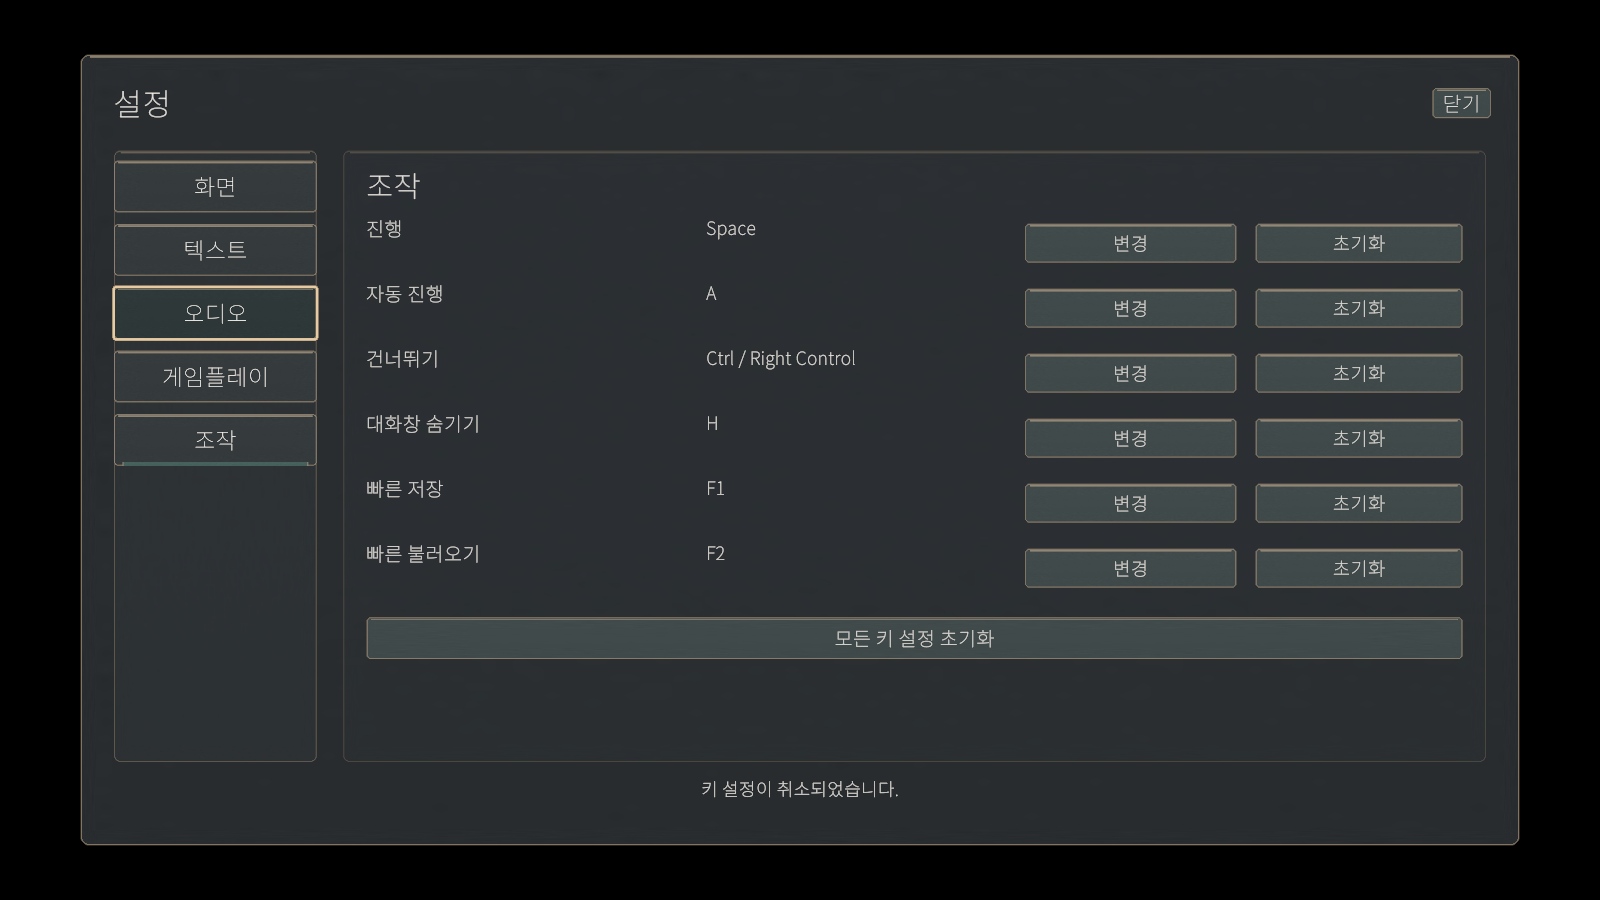 설정
닫기
화면
텍스트
오디오
게임플레이
조작
조작
진행 Space 변경 초기화
자동 진행 A 변경 초기화
건너뛰기 Ctrl / Right Control 변경 초기화
대화창 숨기기 H 변경 초기화
빠른 저장 F1 변경 초기화
빠른 불러오기 F2 변경 초기화
모든 키 설정 초기화
키 설정이 취소되었습니다.